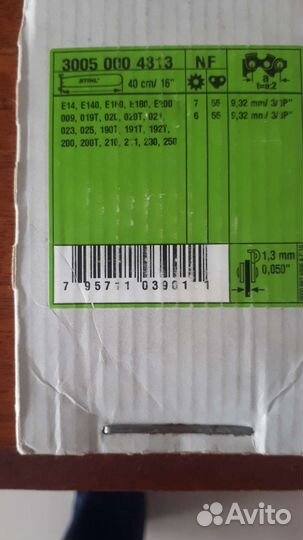 3005 000 4813 NF
STIHL 40 cm/ 16" a t=a:2
E14, E140, E160, E180, E200 7 55 9,32 mm/ 3/8"P
009, 019T, 020, 020T, 021, 6 55 9,32 mm/ 3/8"P
023, 025, 190T, 191T, 192T,
200, 200T, 210, 211, 230, 250
1,3 mm
0,050"
7 95711 03901 1
Avito